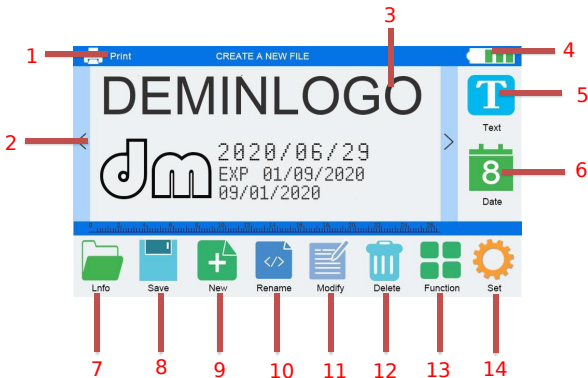 3
1 Print CREATE A NEW FILE 4
DEMINLOGO
T 5
Text
2
dm 2020/06/29
EXP 01/09/2020
09/01/2020
8 6
Date
Lnfo Save New Rename Modify Delete Function Set
7 8 9 10 11 12 13 14